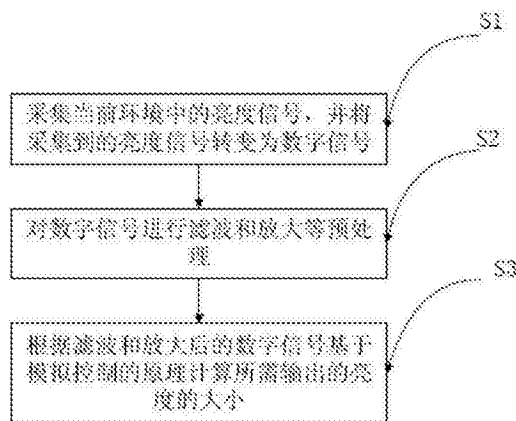 S1
采集当前环境中的亮度信号，并将
采集到的亮度信号转变为数字信号
S2
对数字信号进行滤波和放大等预处
理
S3
根据滤波和放大后的数字信号基于
模拟控制的原理计算所需输出的亮
度的大小